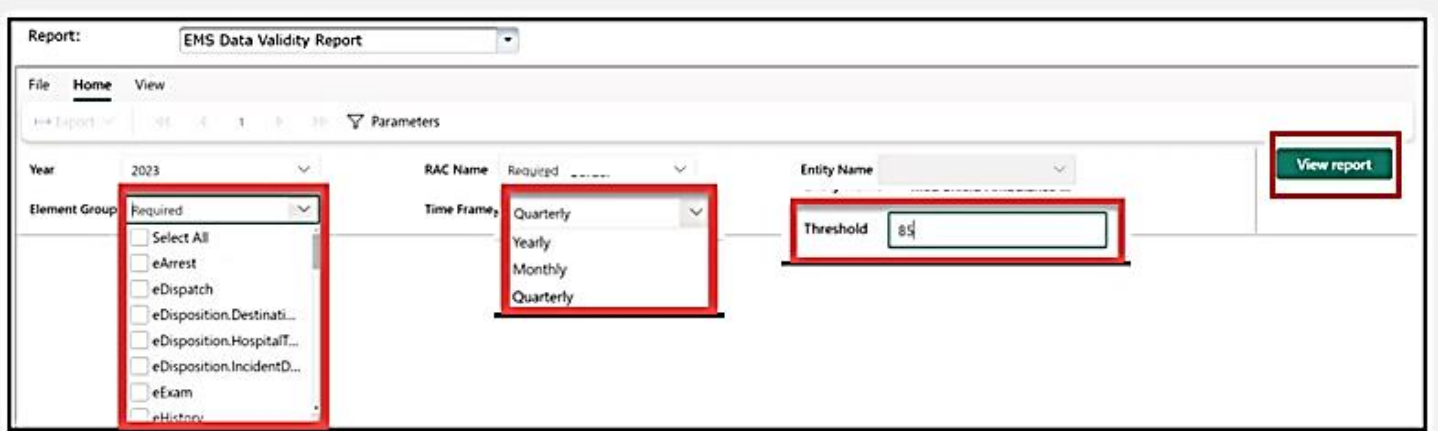 Report: EMS Data Validity Report
File Home View
Export 1 Parameters
Year 2023 RAC Name Required Entity Name View report
Element Group Required Time Frame Quarterly Threshold 85
Select All
eArrest
eDispatch
eDisposition.Destinati...
eDisposition.HospitalT...
eDisposition.IncidentD...
eExam
eHistory
Yearly
Monthly
Quarterly